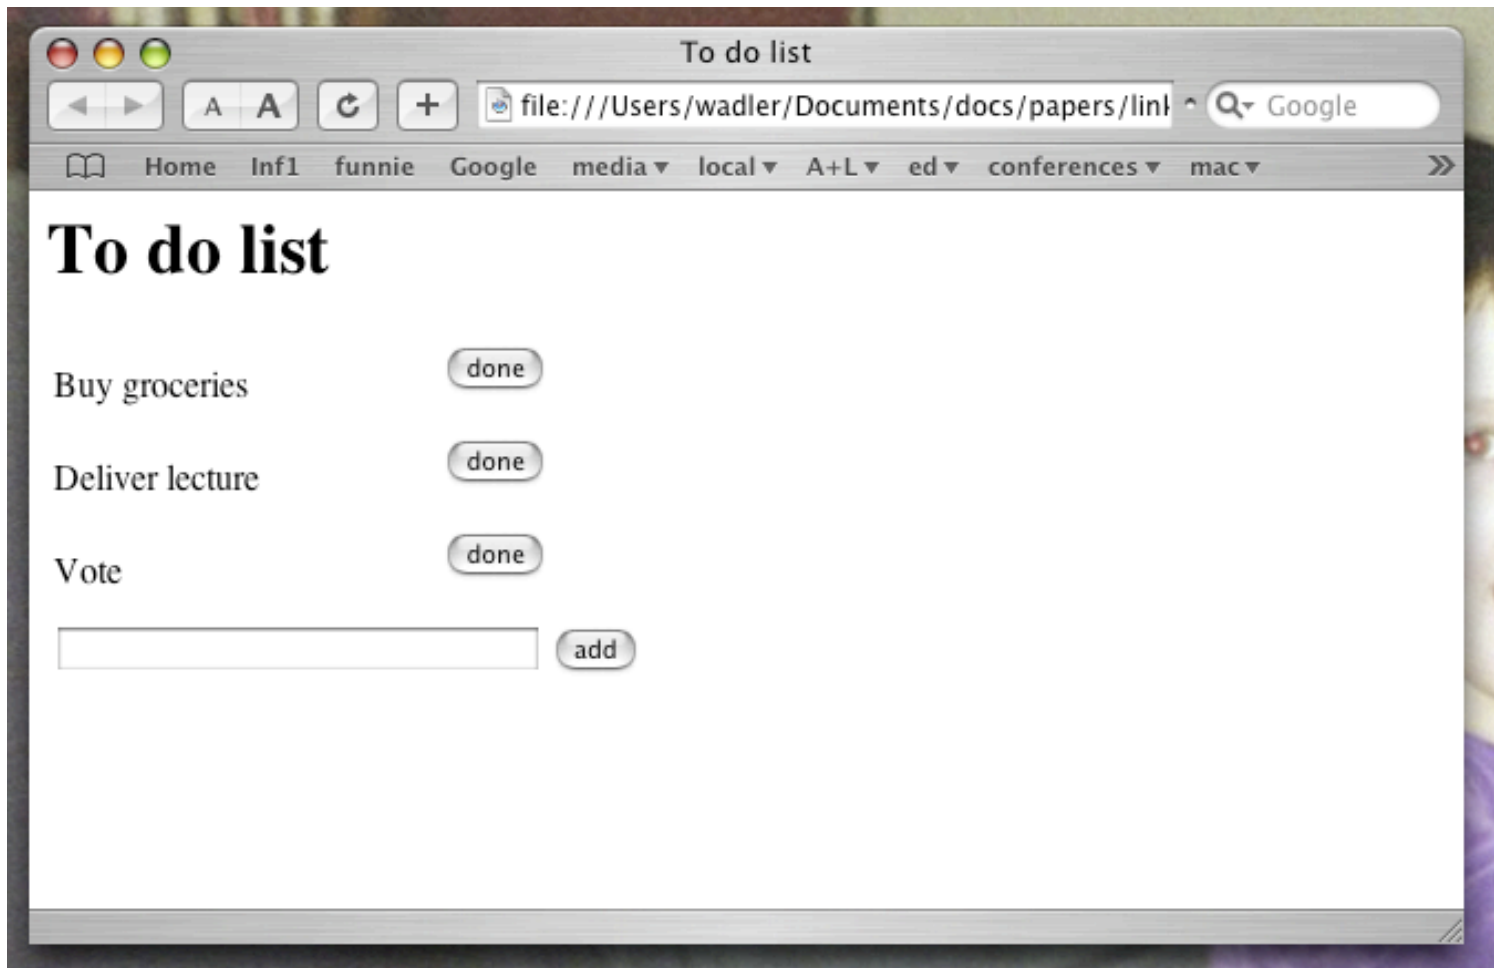 To do list
A A + file:///Users/wadler/Documents/docs/papers/link Google
Home Inf1 funnie Google media local A+L ed conferences mac
To do list
Buy groceries done
Deliver lecture done
Vote done
add